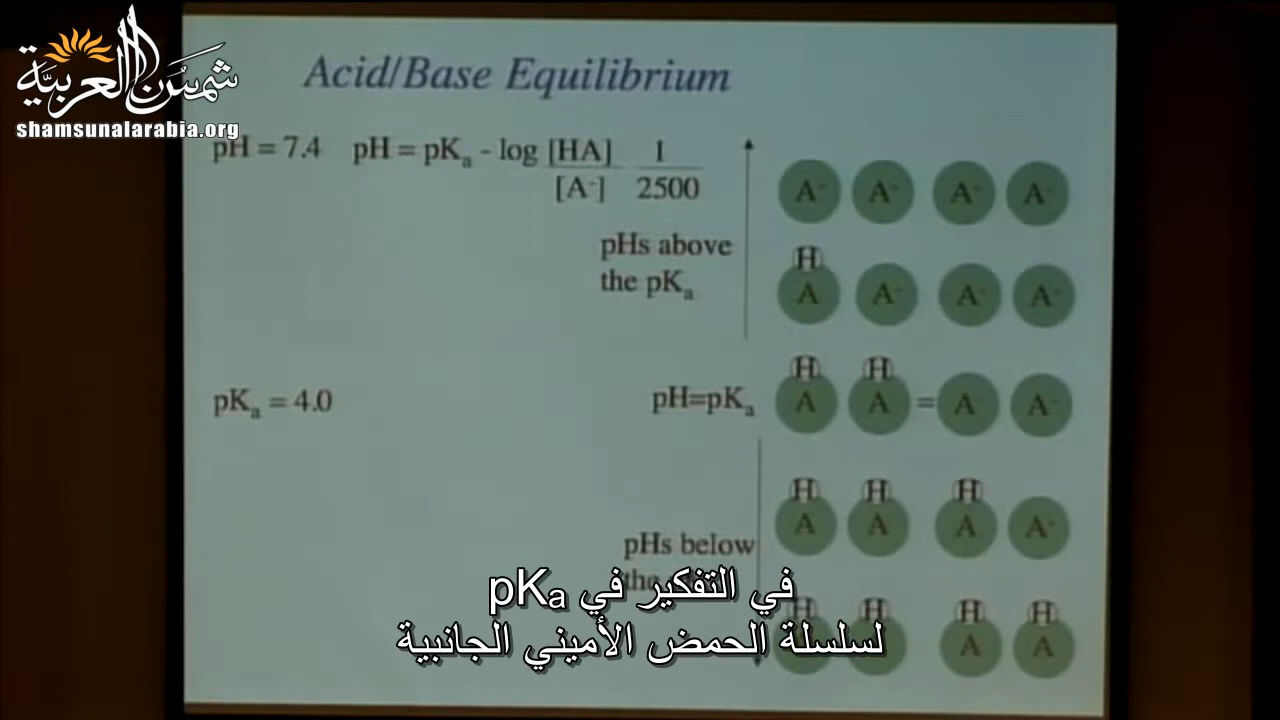 شمس العربية
shamsunalarabia.org
Acid/Base Equilibrium
pH = 7.4 pH = pKₐ - log [HA] 1
[A-] 2500
A- A- A- A-
pHs above
the pKₐ
H
A A- A- A-
H H
pKₐ = 4.0 pH=pKₐ A A = A- A-
H H H
A A A A-
pHs below
the
H H H H
A A
في التفكير في pKₐ
لسلسلة الحمض الأميني الجانبية